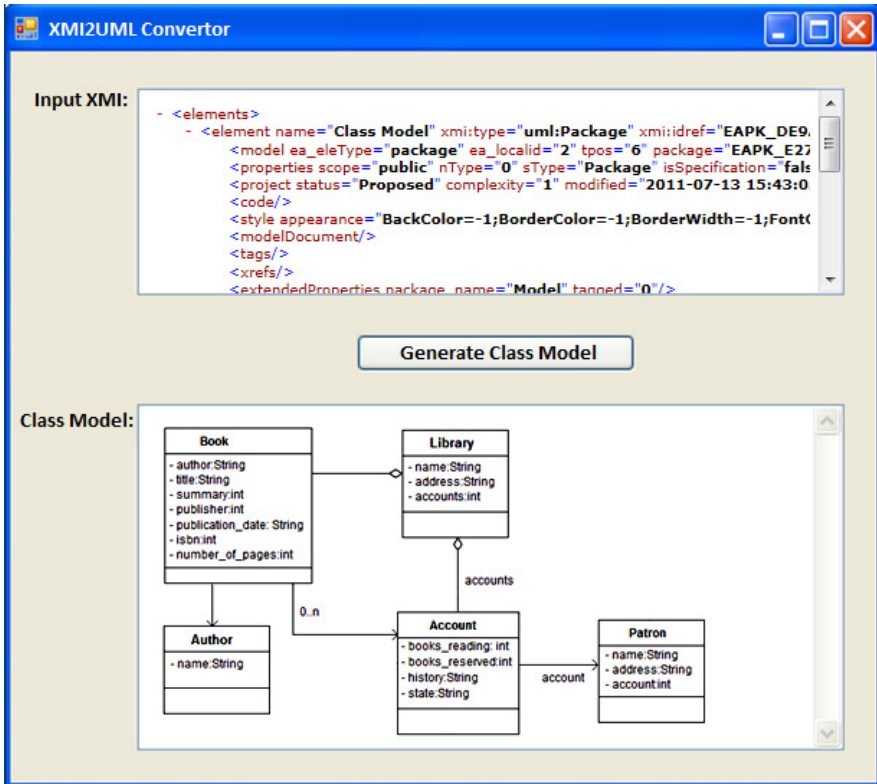 XMI2UML Convertor
Input XMI:
- <elements>
- <element name="Class Model" xmi:type="uml:Package" xmi:idref="EAPK_DE9
<model ea_eleType="package" ea_localid="2" tpos="6" package="EAPK_E27
<properties scope="public" nType="0" sType="Package" isSpecification="fals
<project status="Proposed" complexity="1" modified="2011-07-13 15:43:0
<code/>
<style appearance="BackColor=-1;BorderColor=-1;BorderWidth=-1;Font
<modelDocument/>
<tags/>
<xrefs/>
<extendedProperties package_name="Model" tagged="0"/>
Generate Class Model
Class Model:
Book
- author:String
- title:String
- summary:int
- publisher:int
- publication_date: String
- isbn:int
- number_of_pages:int
Library
- name:String
- address:String
- accounts:int
accounts
0..n
Author
- name:String
Account
- books_reading: int
- books_reserved:int
- history:String
- state:String
account
Patron
- name:String
- address:String
- account:int